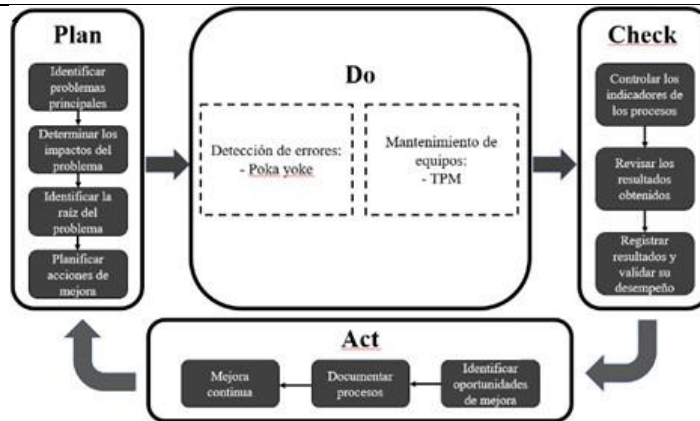 Plan
Identificar
problemas
principales
Determinar los
impactos del
problema
Identificar la
raíz del
problema
Planificar
acciones de
mejora
Do
Detección de errores:
- Poka yoke
Mantenimiento de
equipos:
- TPM
Check
Controlar los
indicadores de
los procesos
Revisar los
resultados
obtenidos
Registrar
resultados y
validar su
desempeño
Act
Mejora
continua
Documentar
procesos
Identificar
oportunidades
de mejora